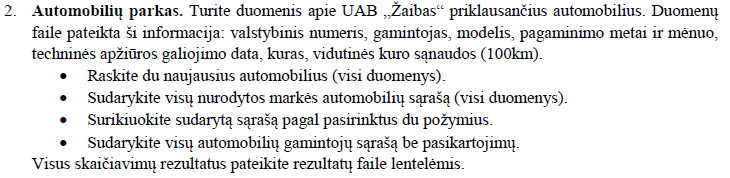 2. Automobilių parkas. Turite duomenis apie UAB „Žaibas“ priklausančius automobilius. Duomenų
faile pateikta ši informacija: valstybinis numeris, gamintojas, modelis, pagaminimo metai ir mėnuo,
techninės apžiūros galiojimo data, kuras, vidutinės kuro sąnaudos (100km).
• Raskite du naujausius automobilius (visi duomenys).
• Sudarykite visų nurodytos markės automobilių sąrašą (visi duomenys).
• Surikiuokite sudarytą sąrašą pagal pasirinktus du požymius.
• Sudarykite visų automobilių gamintojų sąrašą be pasikartojimų.
Visus skaičiavimų rezultatus pateikite rezultatų faile lentelėmis.